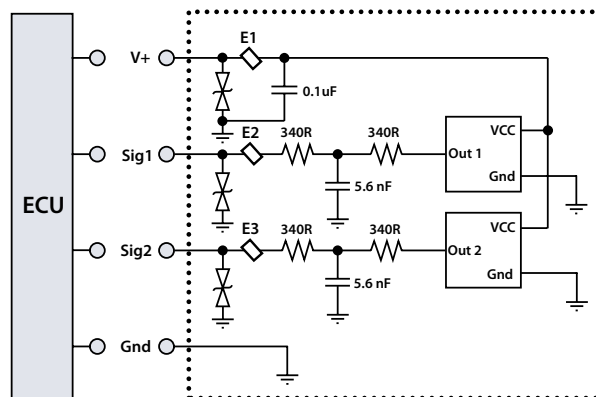 E1
V+
0.1uF
E2
340R
340R
VCC
Sig1
Out 1
5.6 nF
Gnd
ECU
E3
340R
340R
VCC
Sig2
Out 2
5.6 nF
Gnd
Gnd